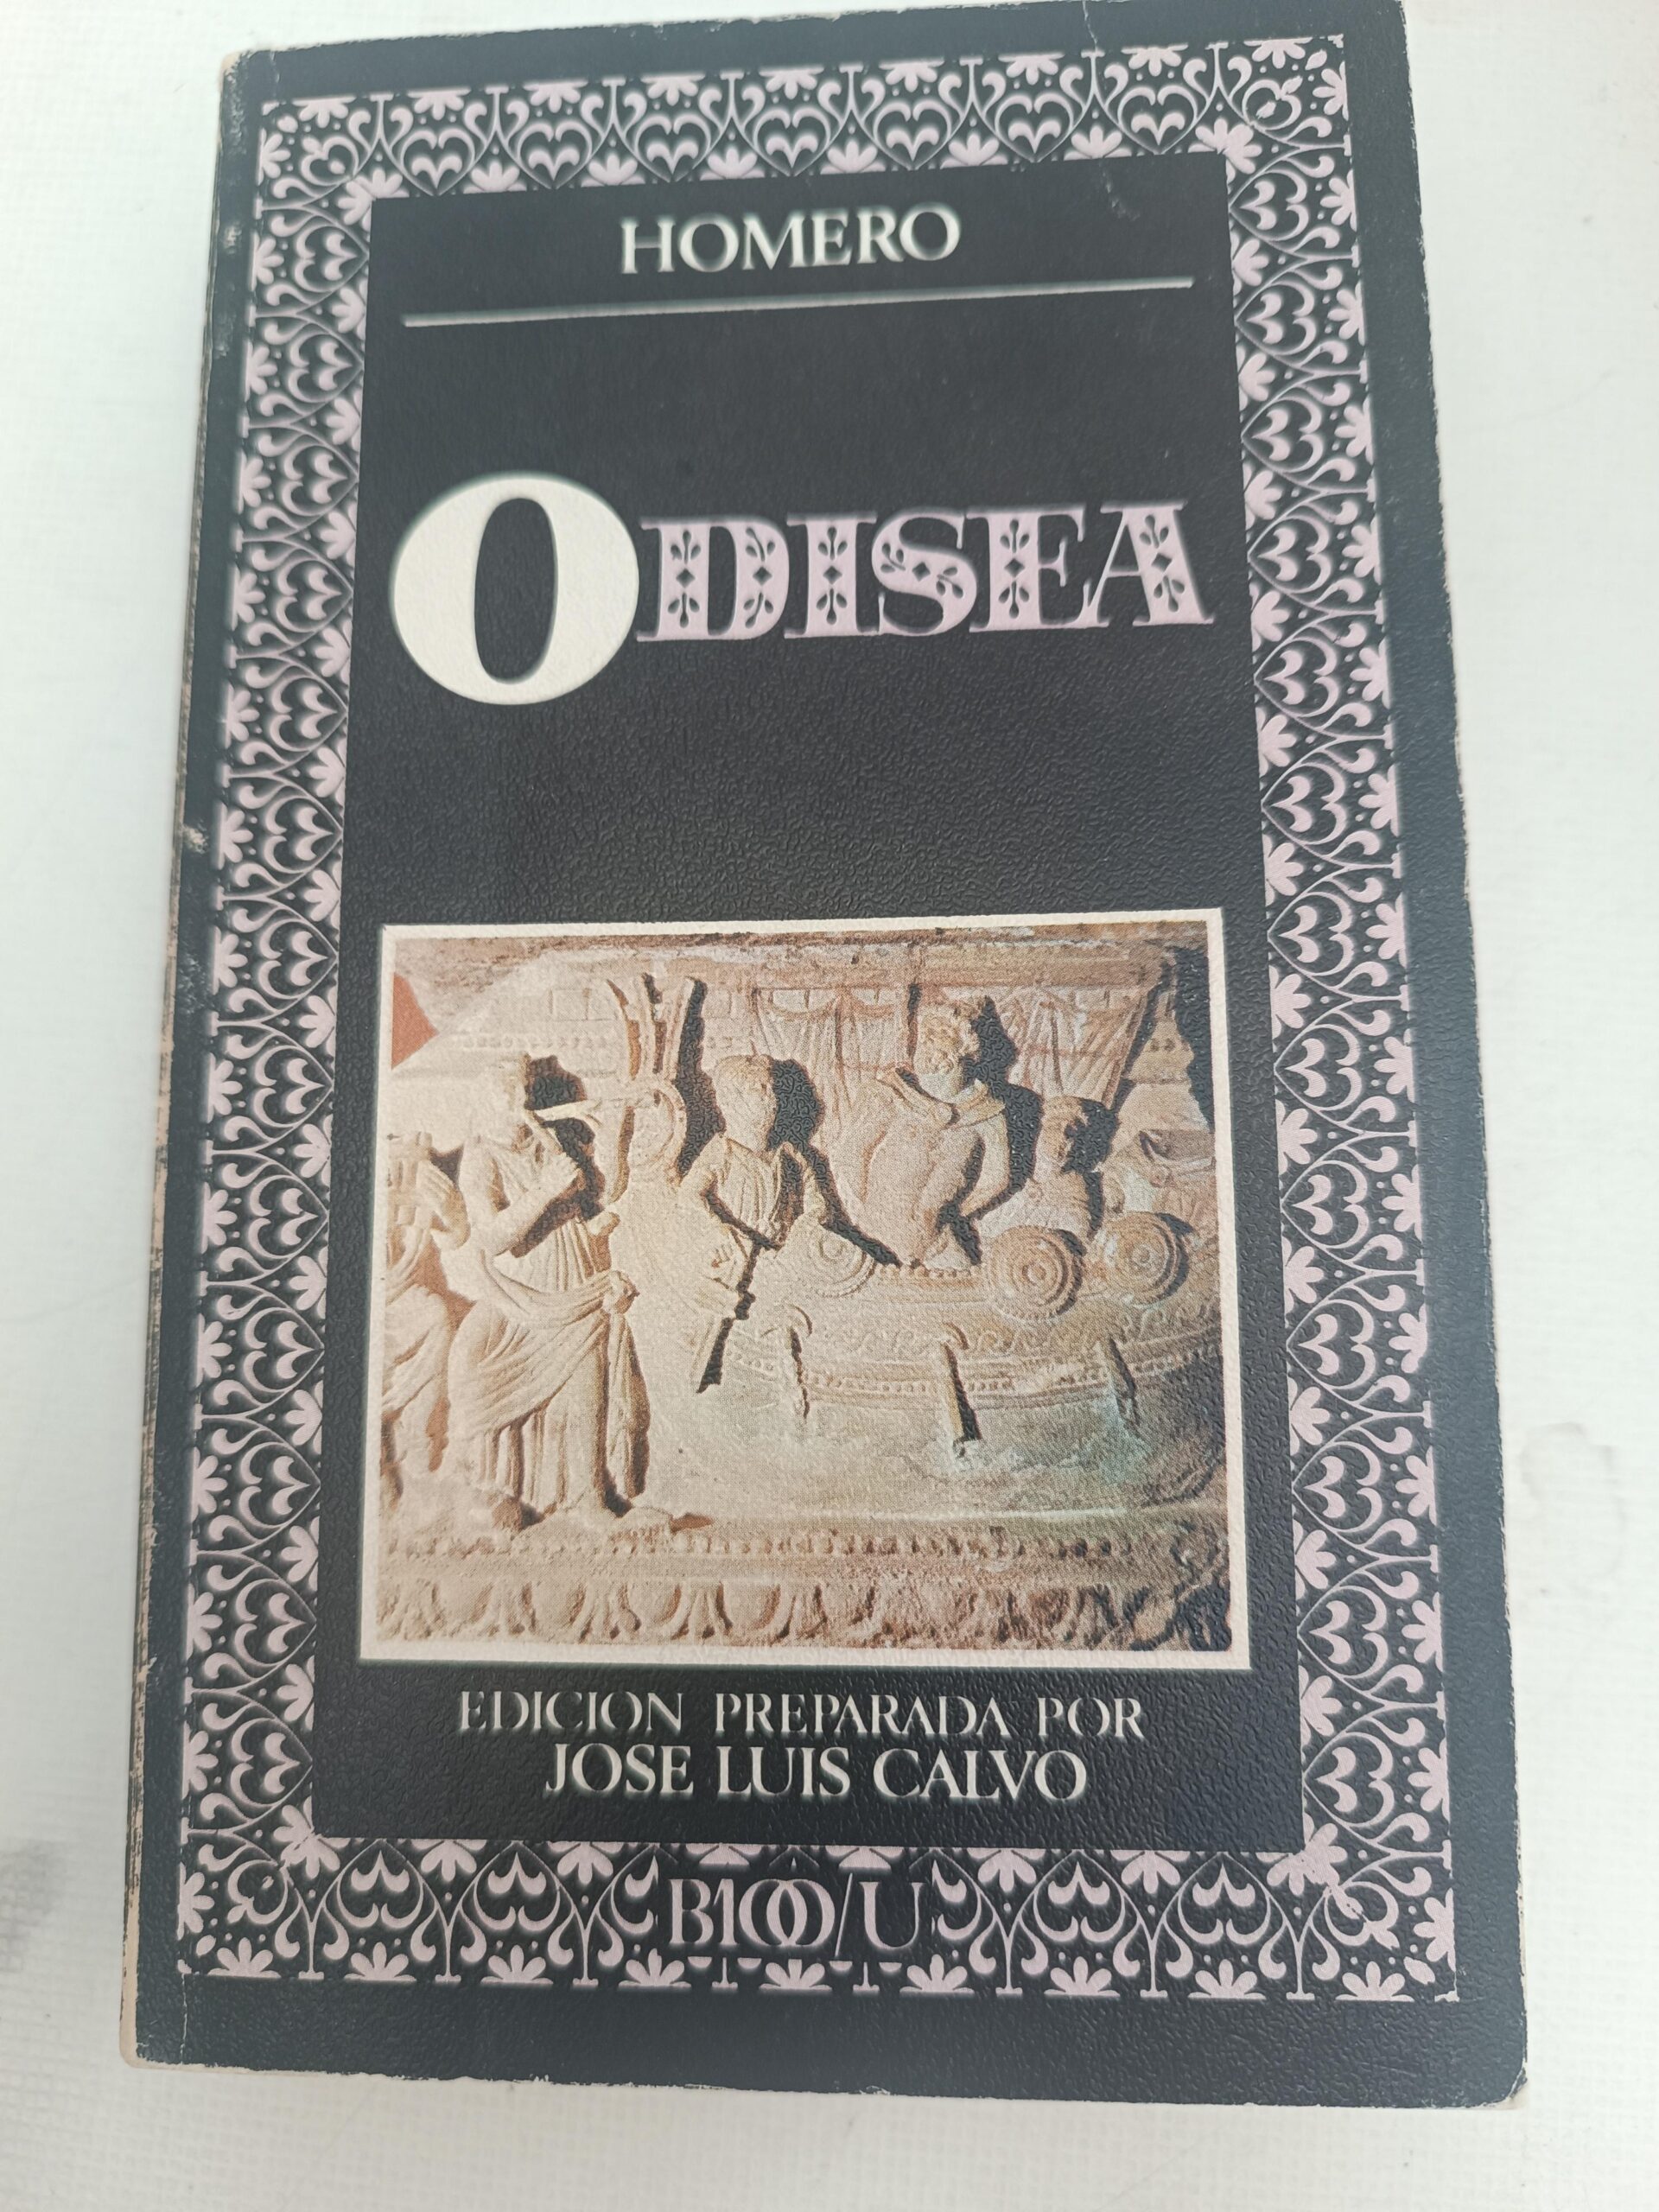 HOMERO
ODISEA
EDICION PREPARADA POR
JOSE LUIS CALVO
B100/U